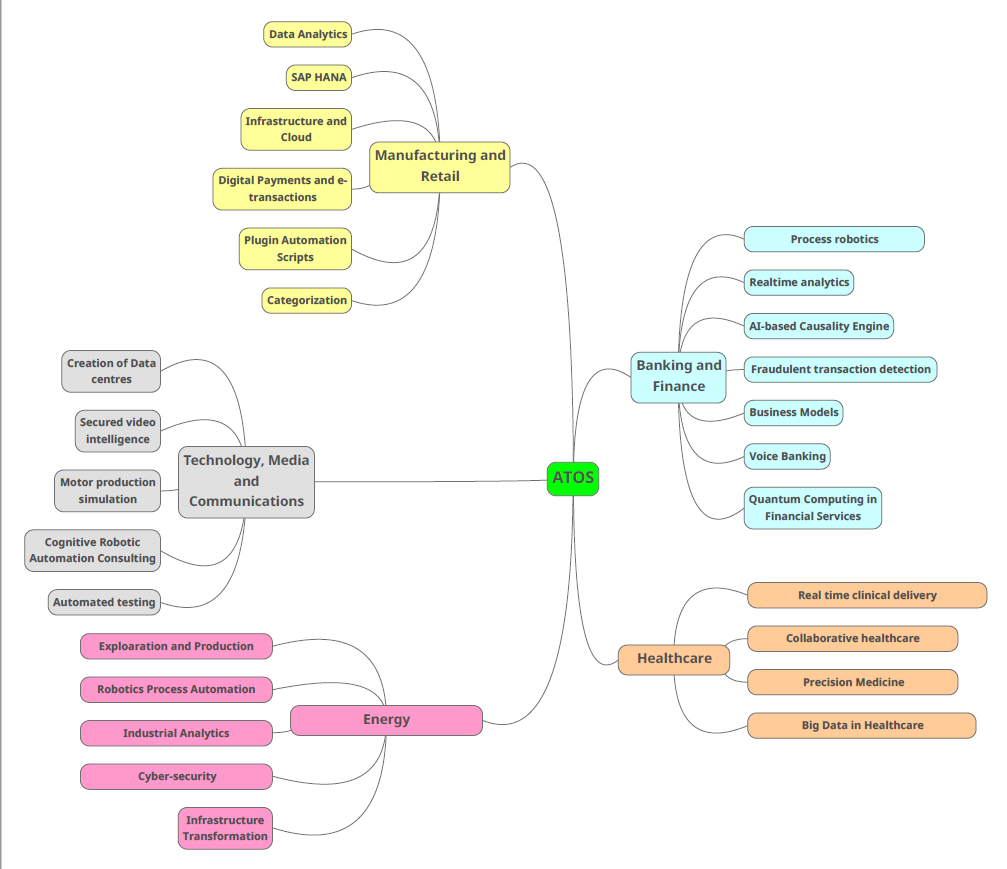 Data Analytics
SAP HANA
Infrastructure and
Cloud
Digital Payments and e-
transactions
Plugin Automation
Scripts
Categorization
Manufacturing and
Retail
Creation of Data
centres
Secured video
intelligence
Motor production
simulation
Cognitive Robotic
Automation Consulting
Automated testing
Technology, Media
and
Communications
Exploaration and Production
Robotics Process Automation
Industrial Analytics
Cyber-security
Infrastructure
Transformation
Energy
ATOS
Banking and
Finance
Process robotics
Realtime analytics
AI-based Causality Engine
Fraudulent transaction detection
Business Models
Voice Banking
Quantum Computing in
Financial Services
Healthcare
Real time clinical delivery
Collaborative healthcare
Precision Medicine
Big Data in Healthcare